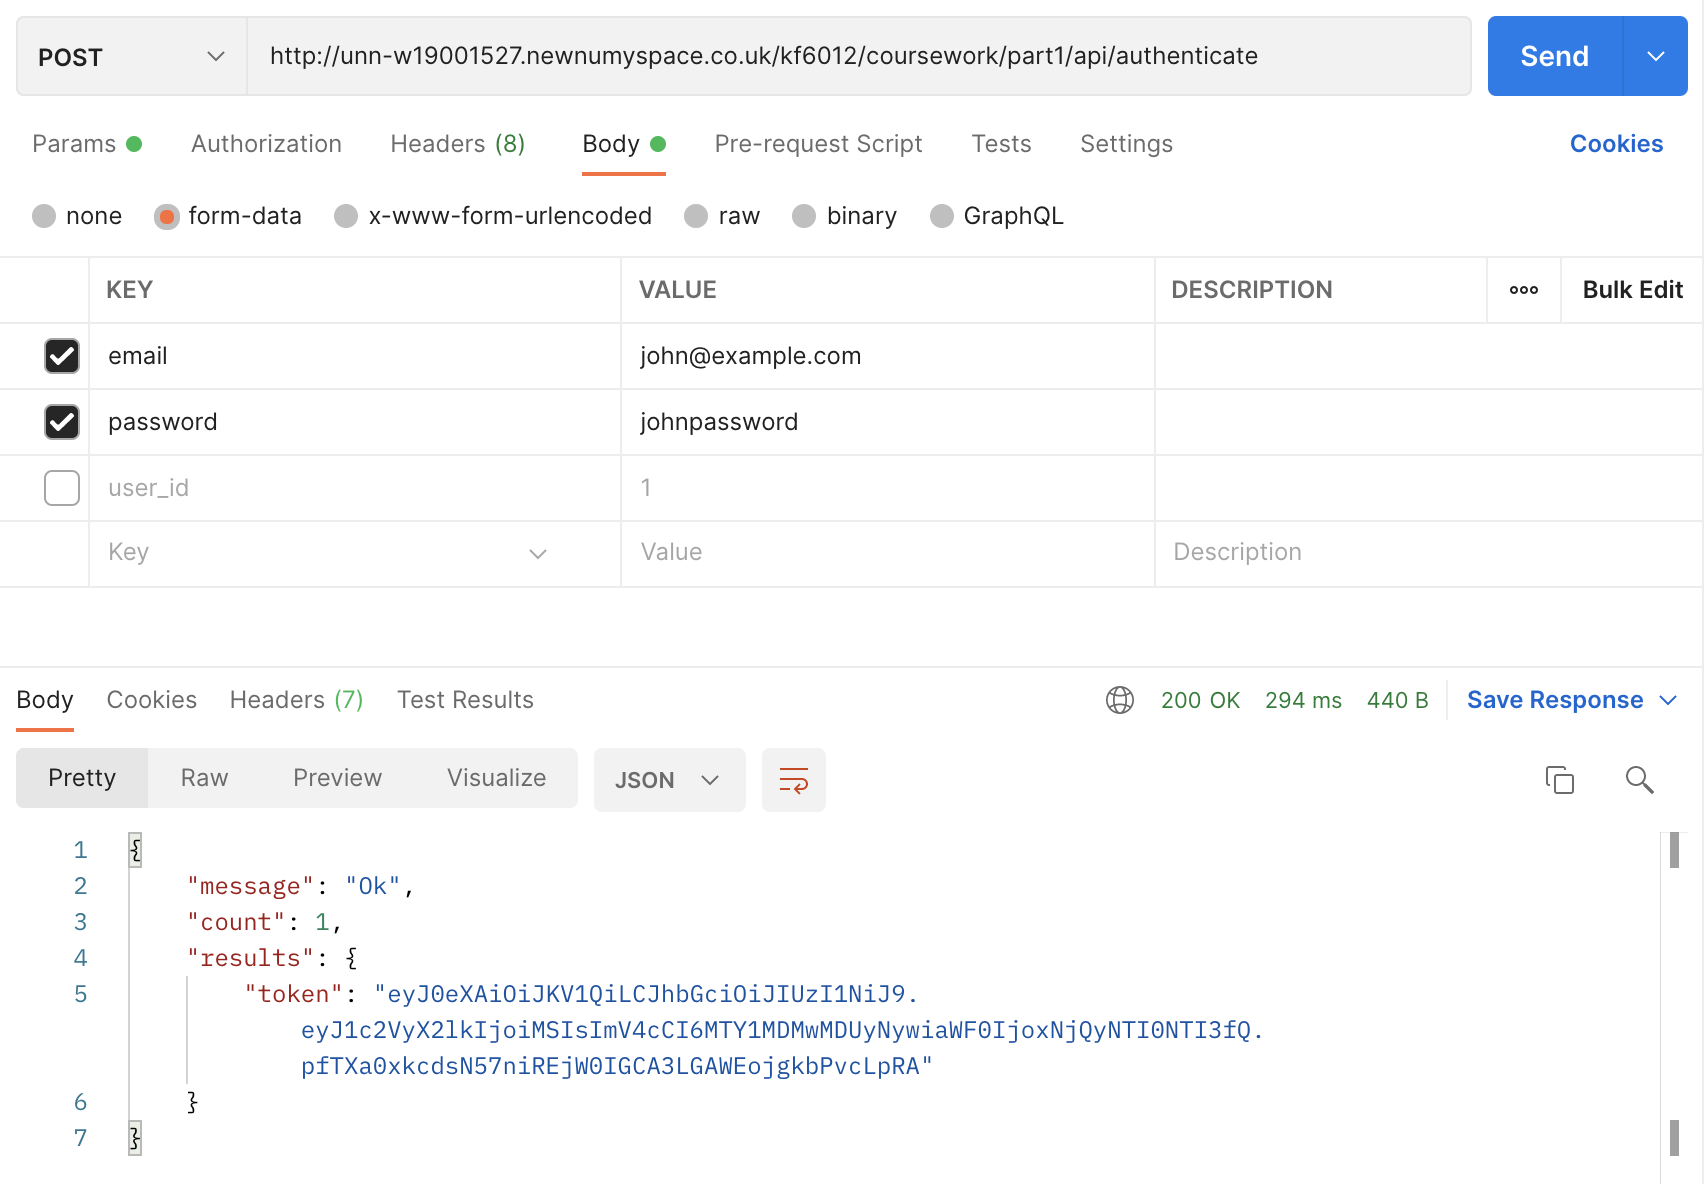 POST http://unn-w19001527.newnumyspace.co.uk/kf6012/coursework/part1/api/authenticate Send
Params Authorization Headers (8) Body Pre-request Script Tests Settings Cookies
none form-data x-www-form-urlencoded raw binary GraphQL
KEY VALUE DESCRIPTION ooo Bulk Edit
email john@example.com
password johnpassword
user_id 1
Key Value Description
Body Cookies Headers (7) Test Results 200 OK 294 ms 440 B Save Response
Pretty Raw Preview Visualize JSON
1 {
2 "message": "Ok",
3 "count": 1,
4 "results": {
5 "token": "eyJ0eXAiOiJKV1QiLCJhbGciOiJIUzI1NiJ9.
eyJ1c2VyX2lkIjoiMSIsImV4cCI6MTY1MDMwMDUyNywiaWF0IjoxNjQyNTI0NTI3fQ.
pfTXa0xkcdsN57niREjW0IGCA3LGAWEojgkbPvcLpRA"
6 }
7 }